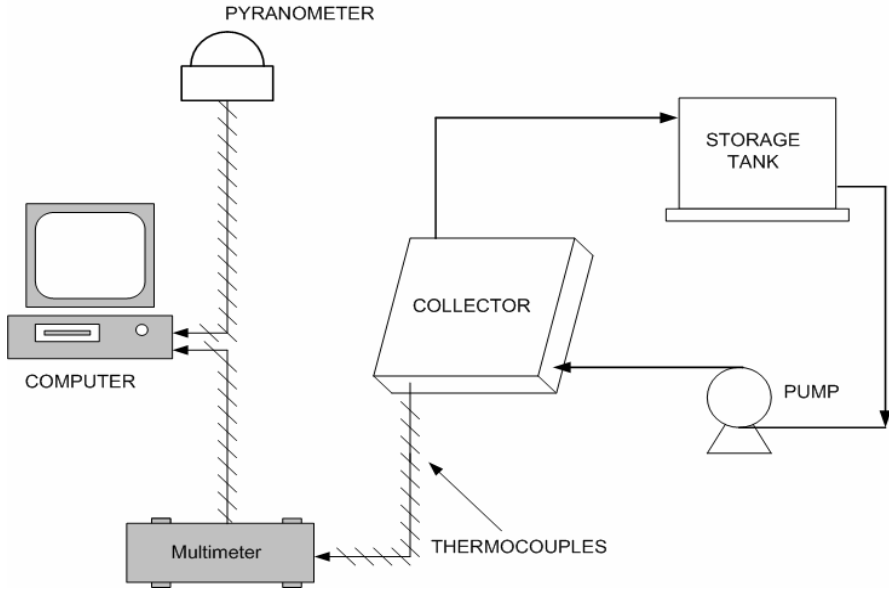 PYRANOMETER
STORAGE
TANK
COLLECTOR
COMPUTER
PUMP
THERMOCOUPLES
Multimeter